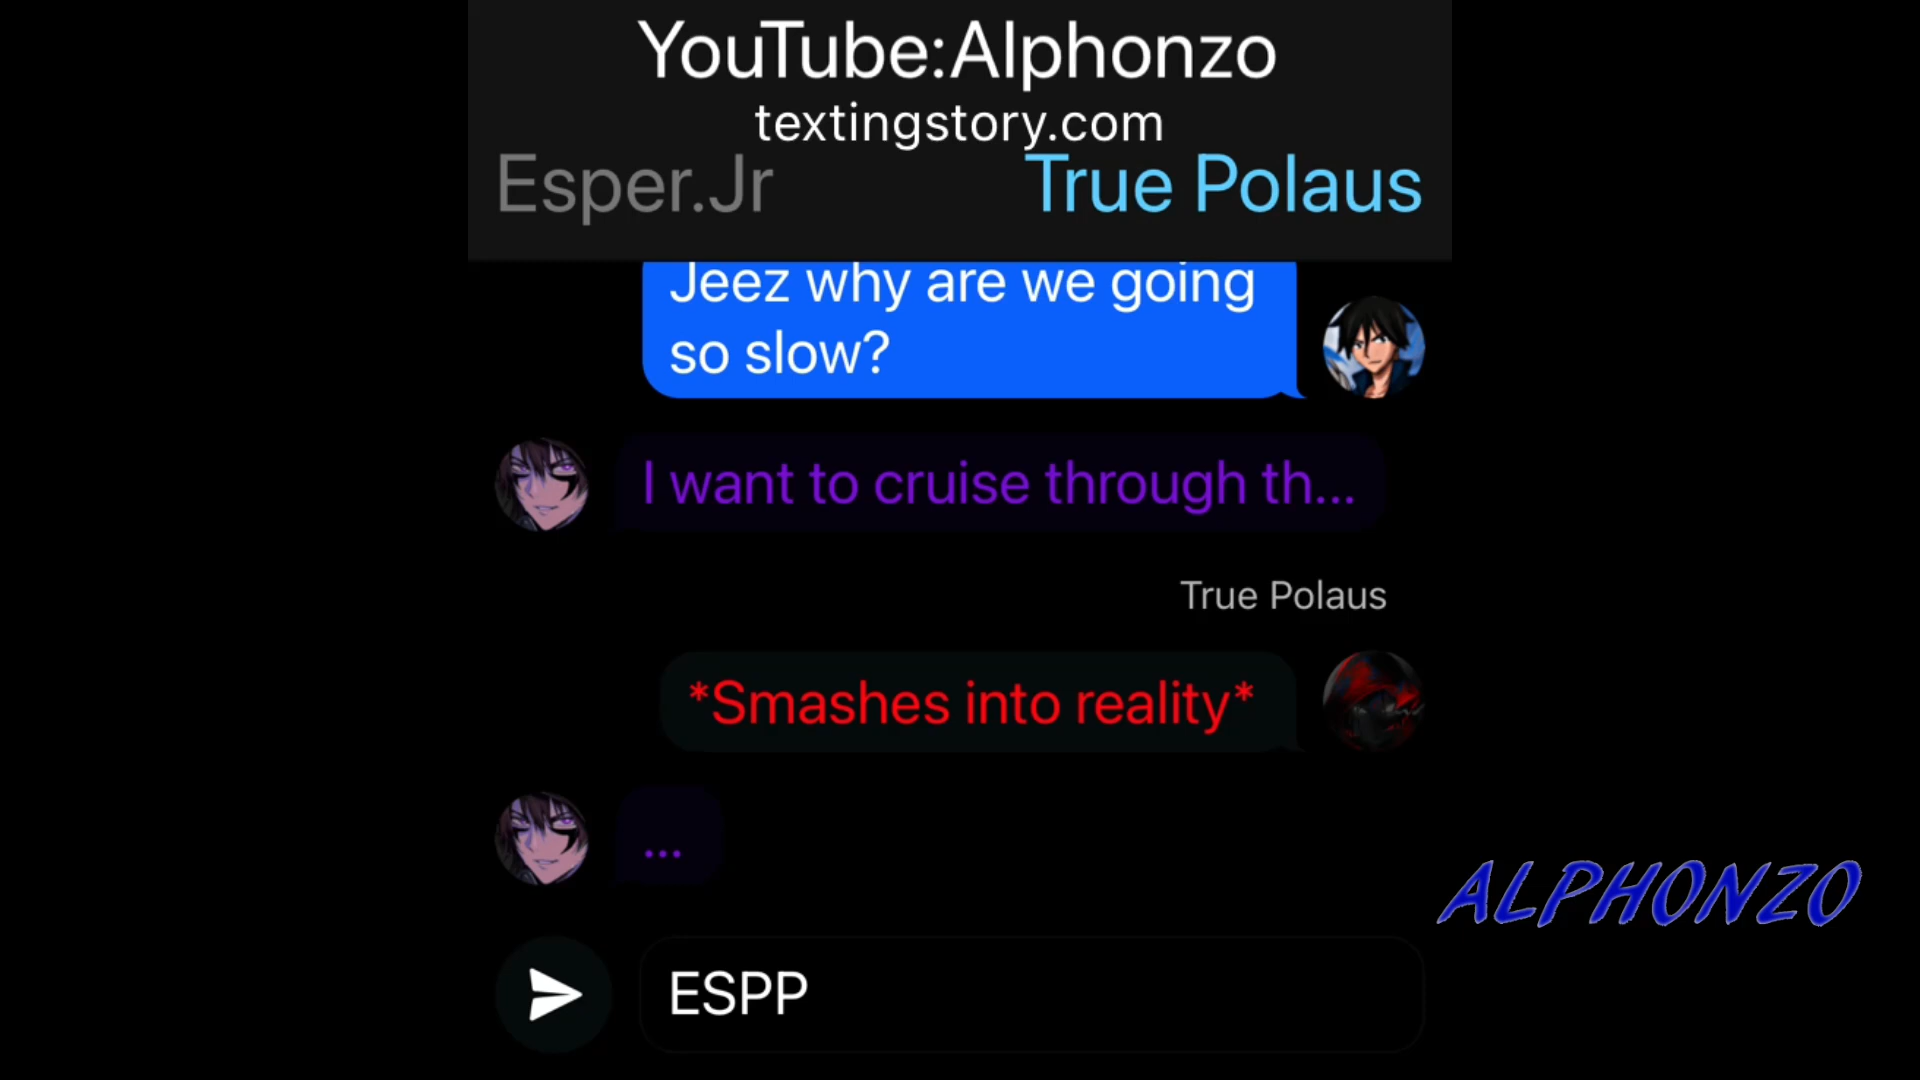 YouTube:Alphonzo
textingstory.com
Esper.Jr
True Polaus
Jeez why are we going
so slow?
I want to cruise through th...
True Polaus
*Smashes into reality*
...
ALPHONZO
ESPP